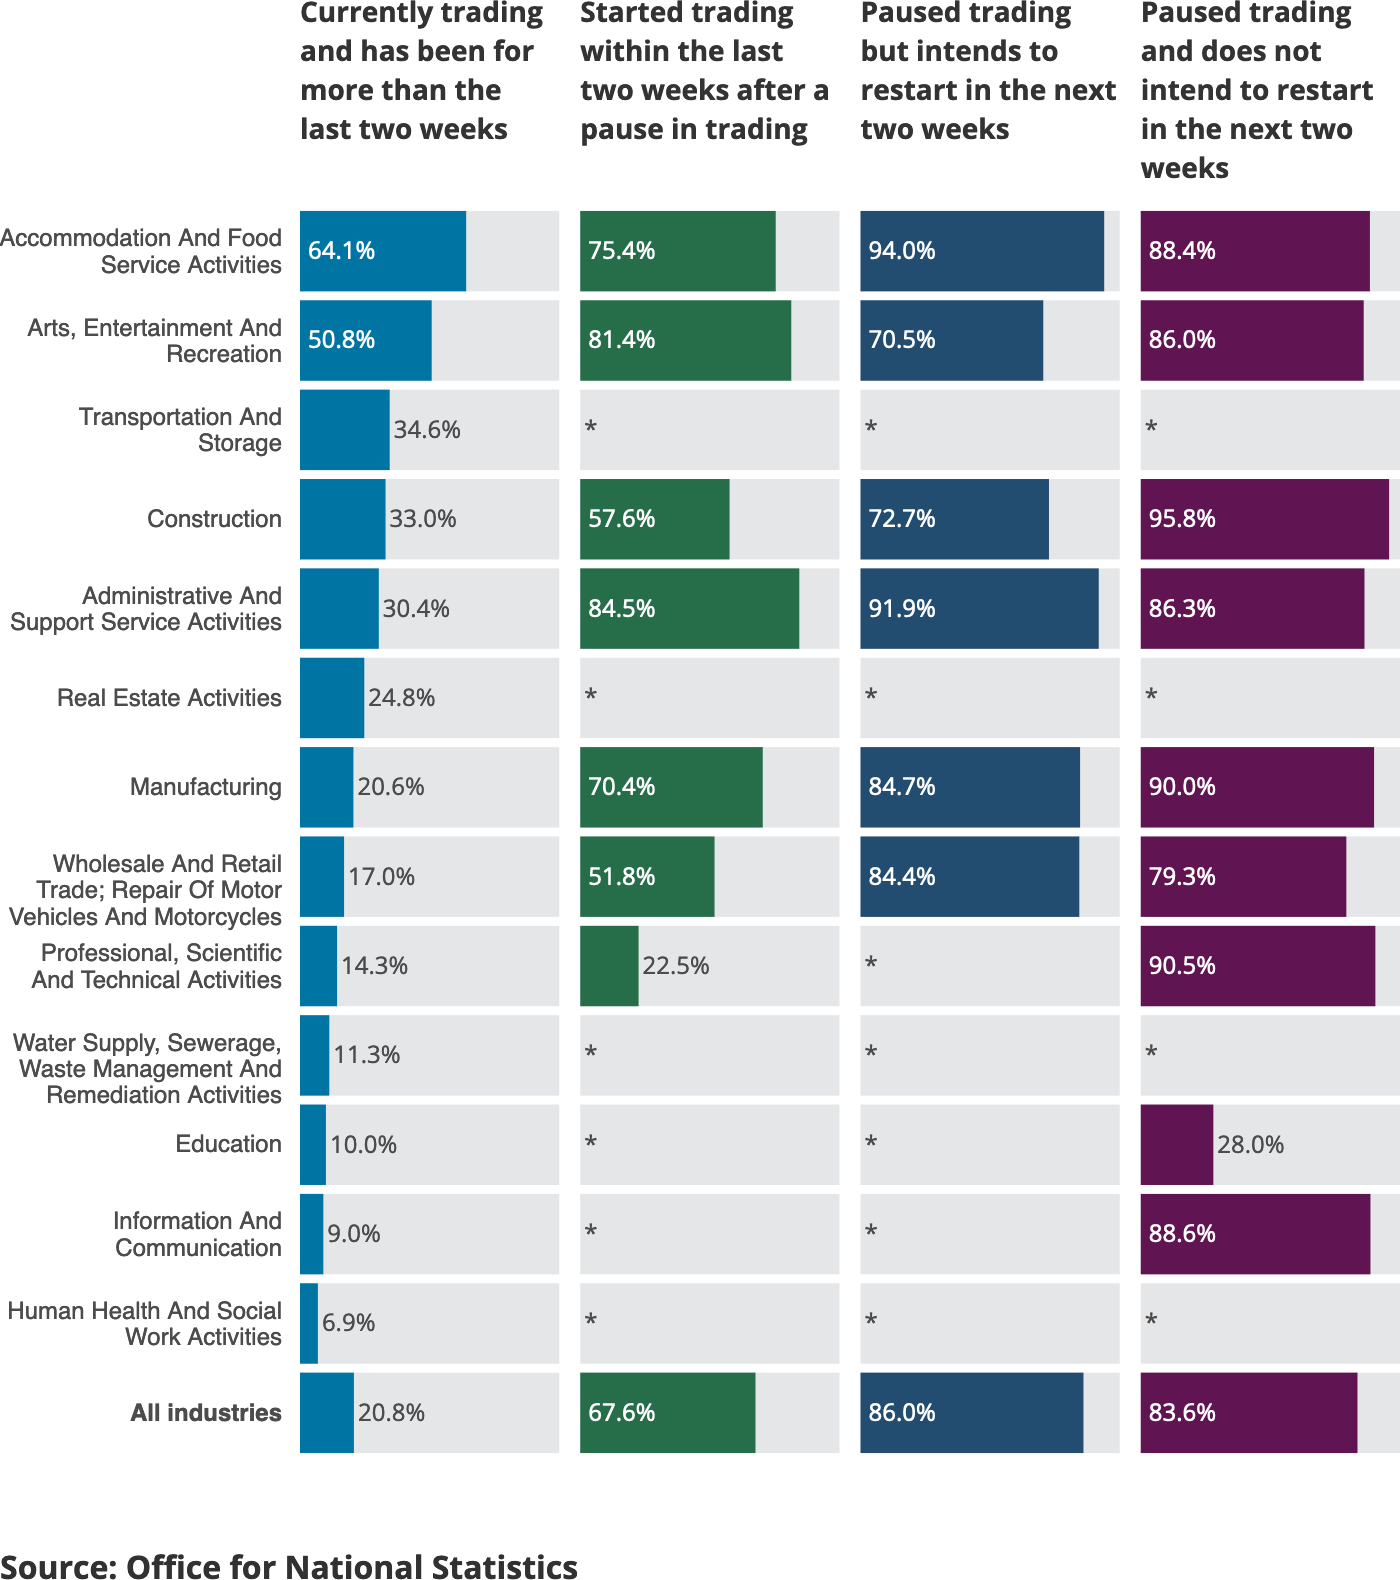 Currently trading
and has been for
more than the
last two weeks
Started trading
within the last
two weeks after a
pause in trading
Paused trading
but intends to
restart in the next
two weeks
Paused trading
and does not
intend to restart
in the next two
weeks
Accommodation And Food
Service Activities
64.1%
75.4%
94.0%
88.4%
Arts, Entertainment And
Recreation
50.8%
81.4%
70.5%
86.0%
Transportation And
Storage
34.6%
*
*
*
Construction
33.0%
57.6%
72.7%
95.8%
Administrative And
Support Service Activities
30.4%
84.5%
91.9%
86.3%
Real Estate Activities
24.8%
*
*
*
Manufacturing
20.6%
70.4%
84.7%
90.0%
Wholesale And Retail
Trade; Repair Of Motor
Vehicles And Motorcycles
17.0%
51.8%
84.4%
79.3%
Professional, Scientific
And Technical Activities
14.3%
22.5%
*
90.5%
Water Supply, Sewerage,
Waste Management And
Remediation Activities
11.3%
*
*
*
Education
10.0%
*
*
28.0%
Information And
Communication
9.0%
*
*
88.6%
Human Health And Social
Work Activities
6.9%
*
*
*
All industries
20.8%
67.6%
86.0%
83.6%
Source: Office for National Statistics